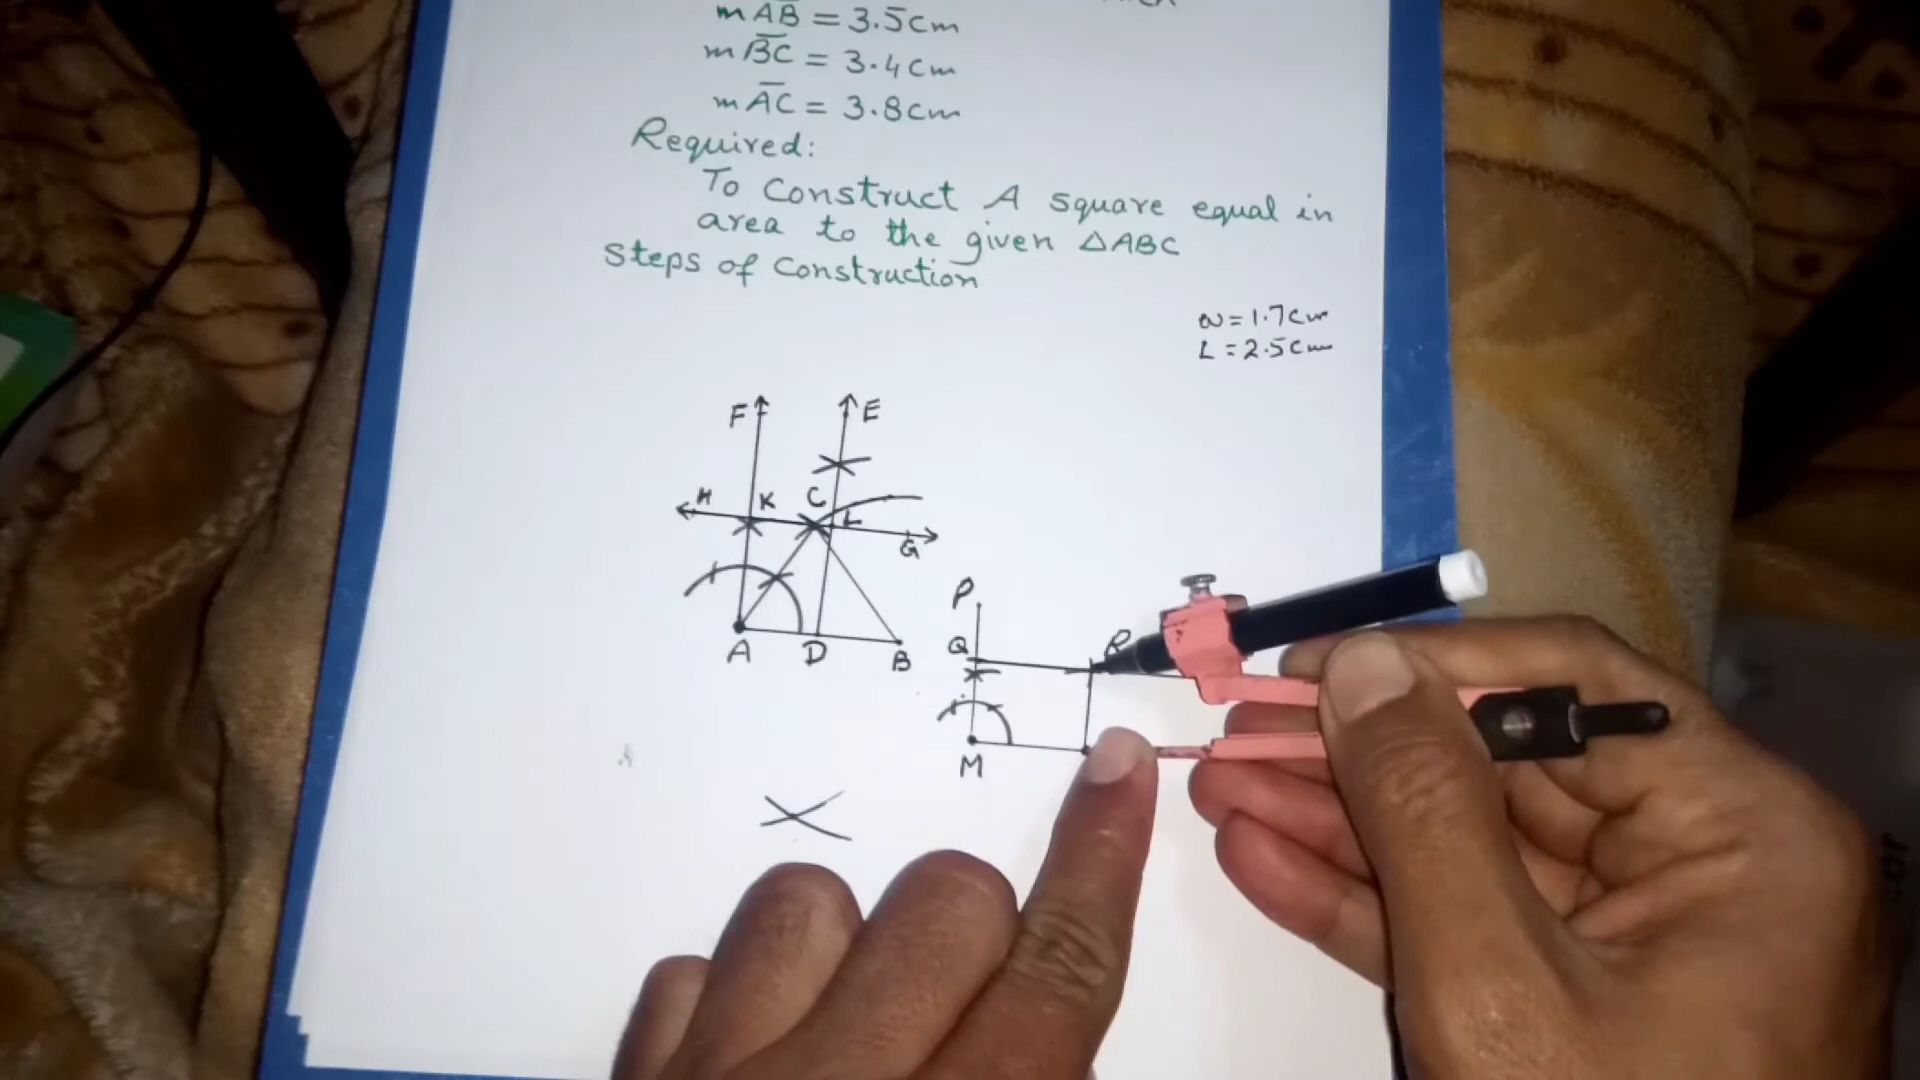 mAB = 3.5cm
mBC = 3.4cm
mAC = 3.8cm
Required:
To Construct A square equal in
area to the given △ABC
Steps of Construction
W = 1.7cm
L = 2.5cm
F E
H K C L G
A D B
P
Q R
M